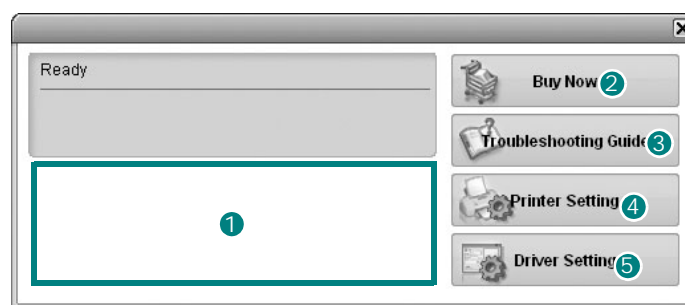 Ready
Buy Now 2
Troubleshooting Guide 3
1
Printer Setting 4
Driver Setting 5